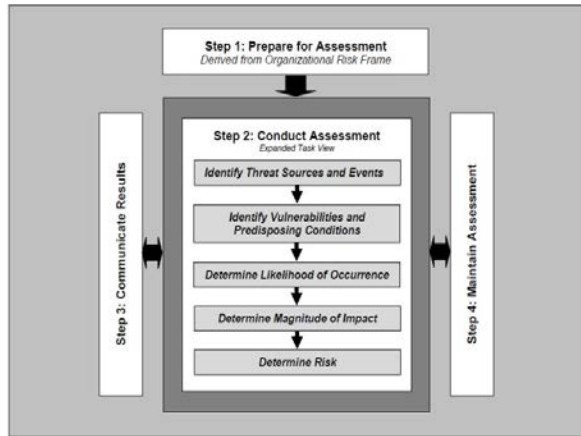 Step 1: Prepare for Assessment
Derived from Organizational Risk Frame
Step 2: Conduct Assessment
Expanded Task View
Identify Threat Sources and Events
Identify Vulnerabilities and
Predisposing Conditions
Determine Likelihood of Occurrence
Determine Magnitude of Impact
Determine Risk
Step 3: Communicate Results
Step 4: Maintain Assessment